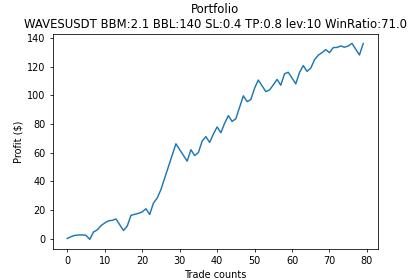 Portfolio
WAVESUSDT BBM:2.1 BBL:140 SL:0.4 TP:0.8 lev:10 WinRatio:71.0
140
120
100
80
60
40
20
0
Profit ($)
0 10 20 30 40 50 60 70 80
Trade counts